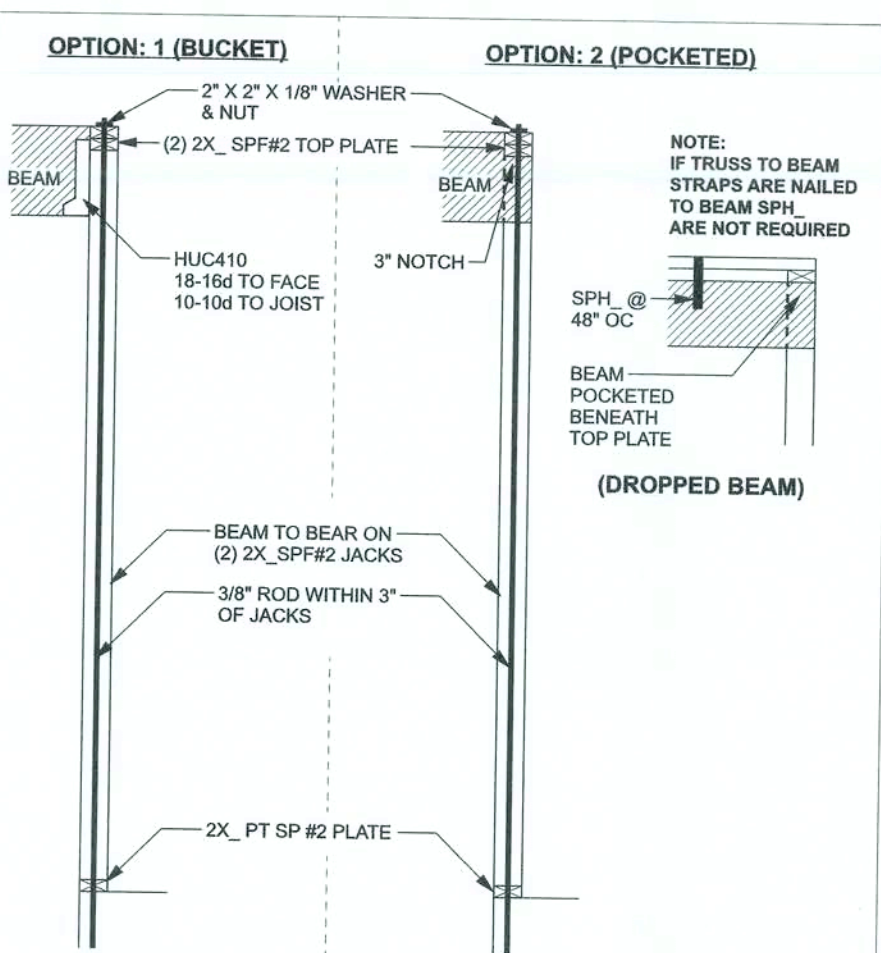 OPTION: 1 (BUCKET)
OPTION: 2 (POCKETED)
2" X 2" X 1/8" WASHER
& NUT
(2) 2X_ SPF#2 TOP PLATE
BEAM
BEAM
HUC410
18-16d TO FACE
10-10d TO JOIST
3" NOTCH
NOTE:
IF TRUSS TO BEAM
STRAPS ARE NAILED
TO BEAM SPH_
ARE NOT REQUIRED
SPH_ @
48" OC
BEAM
POCKETED
BENEATH
TOP PLATE
(DROPPED BEAM)
BEAM TO BEAR ON
(2) 2X_SPF#2 JACKS
3/8" ROD WITHIN 3"
OF JACKS
2X_ PT SP #2 PLATE